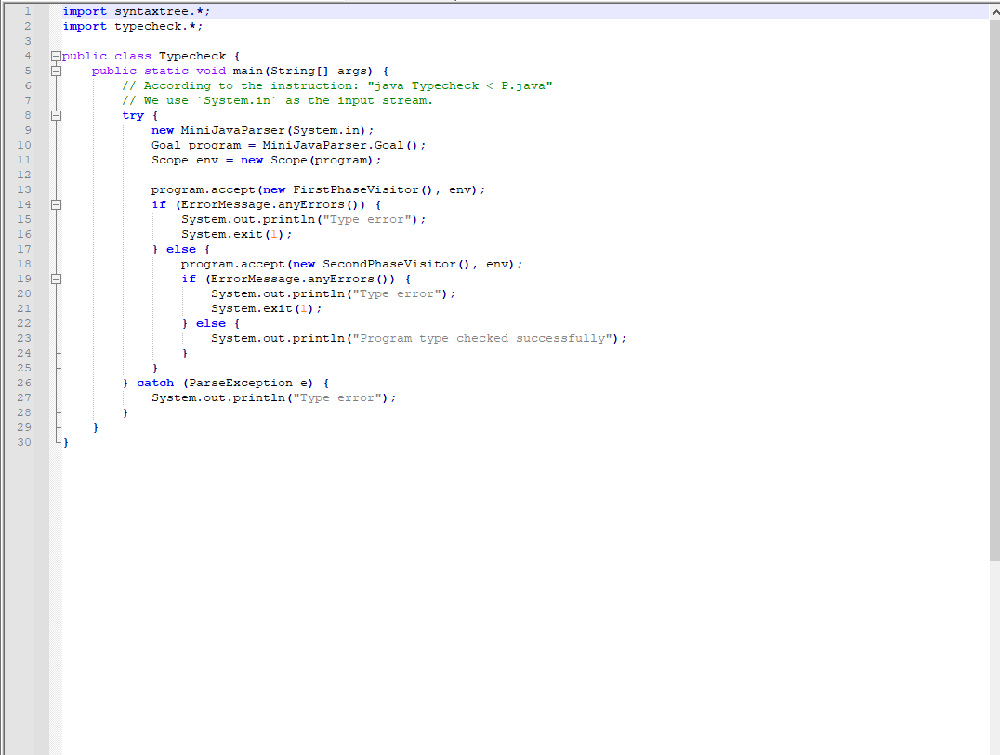 1 import syntaxtree.*;
2 import typecheck.*;
3
4 public class Typecheck {
5     public static void main(String[] args) {
6         // According to the instruction: "java Typecheck < P.java"
7         // We use `System.in` as the input stream.
8         try {
9             new MiniJavaParser(System.in);
10             Goal program = MiniJavaParser.Goal();
11             Scope env = new Scope(program);
12
13             program.accept(new FirstPhaseVisitor(), env);
14             if (ErrorMessage.anyErrors()) {
15                 System.out.println("Type error");
16                 System.exit(1);
17             } else {
18                 program.accept(new SecondPhaseVisitor(), env);
19                 if (ErrorMessage.anyErrors()) {
20                     System.out.println("Type error");
21                     System.exit(1);
22                 } else {
23                     System.out.println("Program type checked successfully");
24                 }
25             }
26         } catch (ParseException e) {
27             System.out.println("Type error");
28         }
29     }
30 }